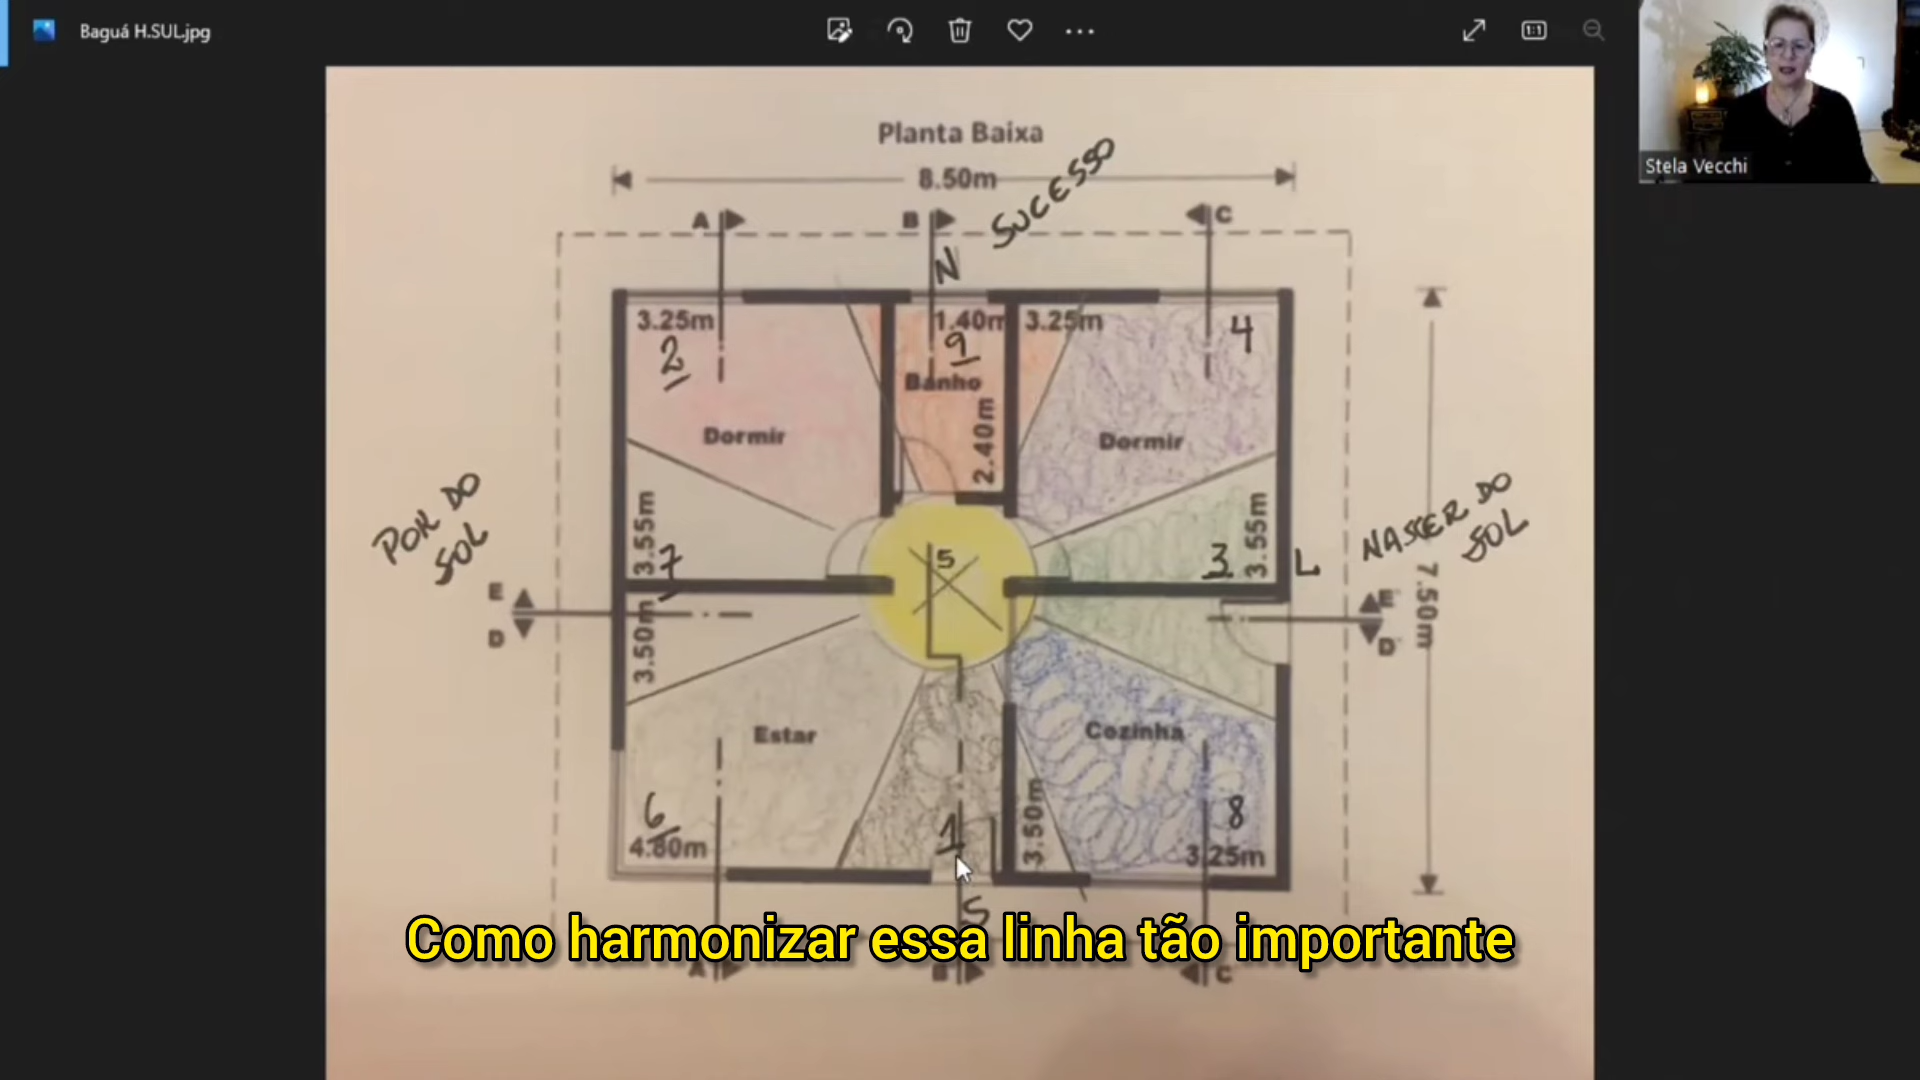 Baguá H.SUL.jpg
1:1
Stela Vecchi
Planta Baixa
8.50m
SUCESSO
A
B
C
N
3.25m
1.40m
3.25m
2
9
4
Banho
Dormir
2.40m
Dormir
POR DO
SOL
3.55m
7
5
3
3.55m
L
NASCER DO
SOL
7.50m
E
D
E
D
3.50m
Estar
Cozinha
6
4.80m
1
3.50m
8
3.25m
S
Como harmonizar essa linha tão importante
A
B
C